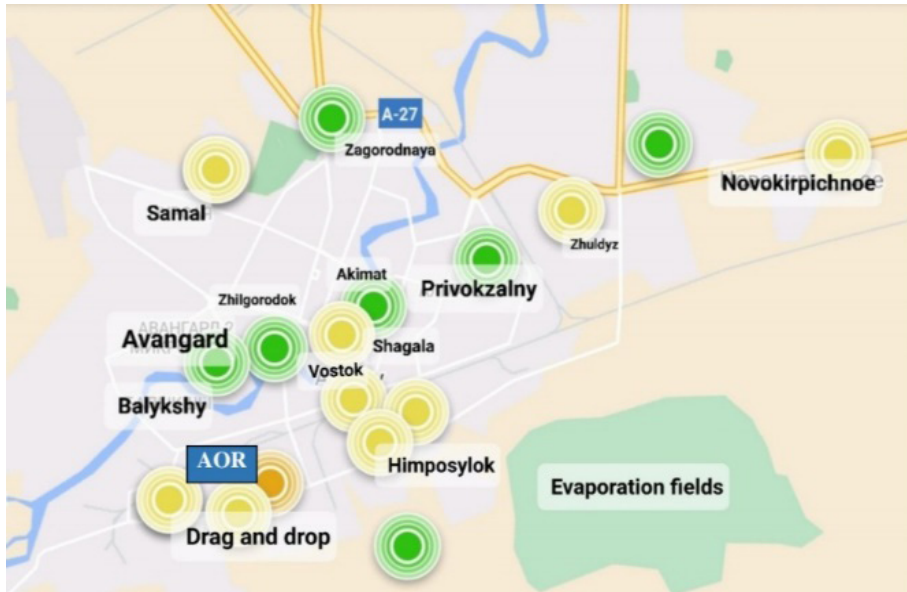 A-27
Zagorodnaya
Novokirpichnoe
Samal
Zhuldyz
Akimat
Privokzalny
Zhilgorodok
Avangard
Shagala
Vostok
Balykshy
AOR
Himposylok
Evaporation fields
Drag and drop